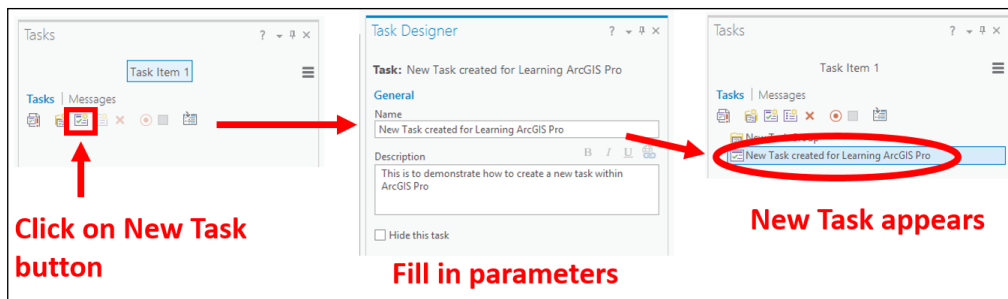 Tasks
Task Item 1
Tasks | Messages
Click on New Task
button
Task Designer
Task: New Task created for Learning ArcGIS Pro
General
Name
New Task created for Learning ArcGIS Pro
Description
B I U
This is to demonstrate how to create a new task within
ArcGIS Pro
Hide this task
Fill in parameters
Tasks
Task Item 1
Tasks | Messages
New Task Group
New Task created for Learning ArcGIS Pro
New Task appears